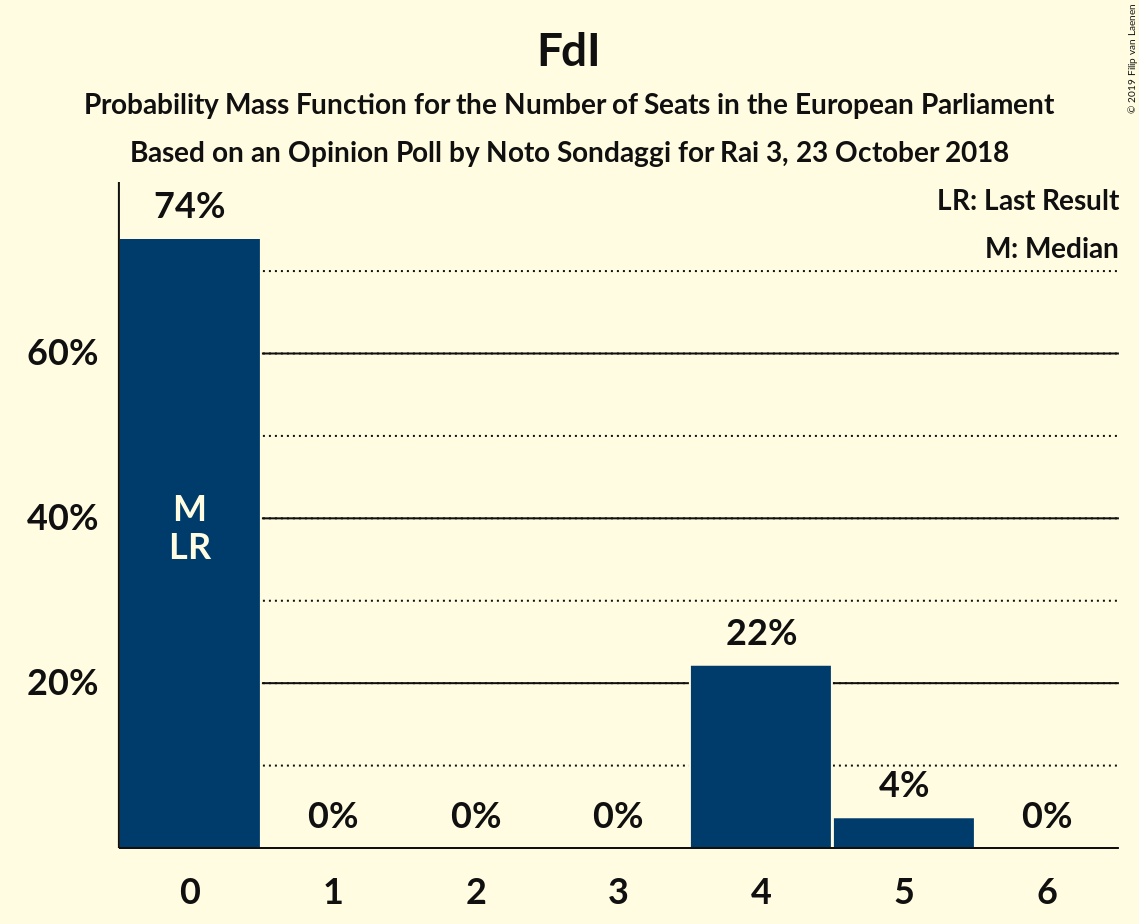 FdI
Probability Mass Function for the Number of Seats in the European Parliament
Based on an Opinion Poll by Noto Sondaggi for Rai 3, 23 October 2018
© 2019 Filip van Laenen
LR: Last Result
M: Median
74%
60%
40%
20%
M
LR
0%
0%
0%
22%
4%
0%
0
1
2
3
4
5
6